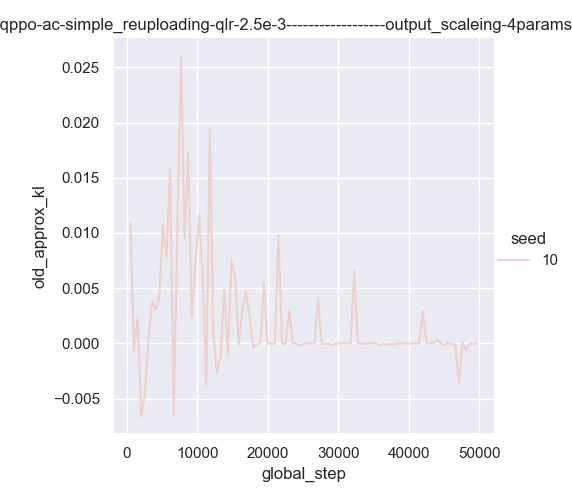 qppo-ac-simple_reuploading-qlr-2.5e-3------------------output_scaleing-4params
0.025
0.020
0.015
0.010
0.005
0.000
−0.005
old_approx_kl
0 10000 20000 30000 40000 50000
global_step
seed
10